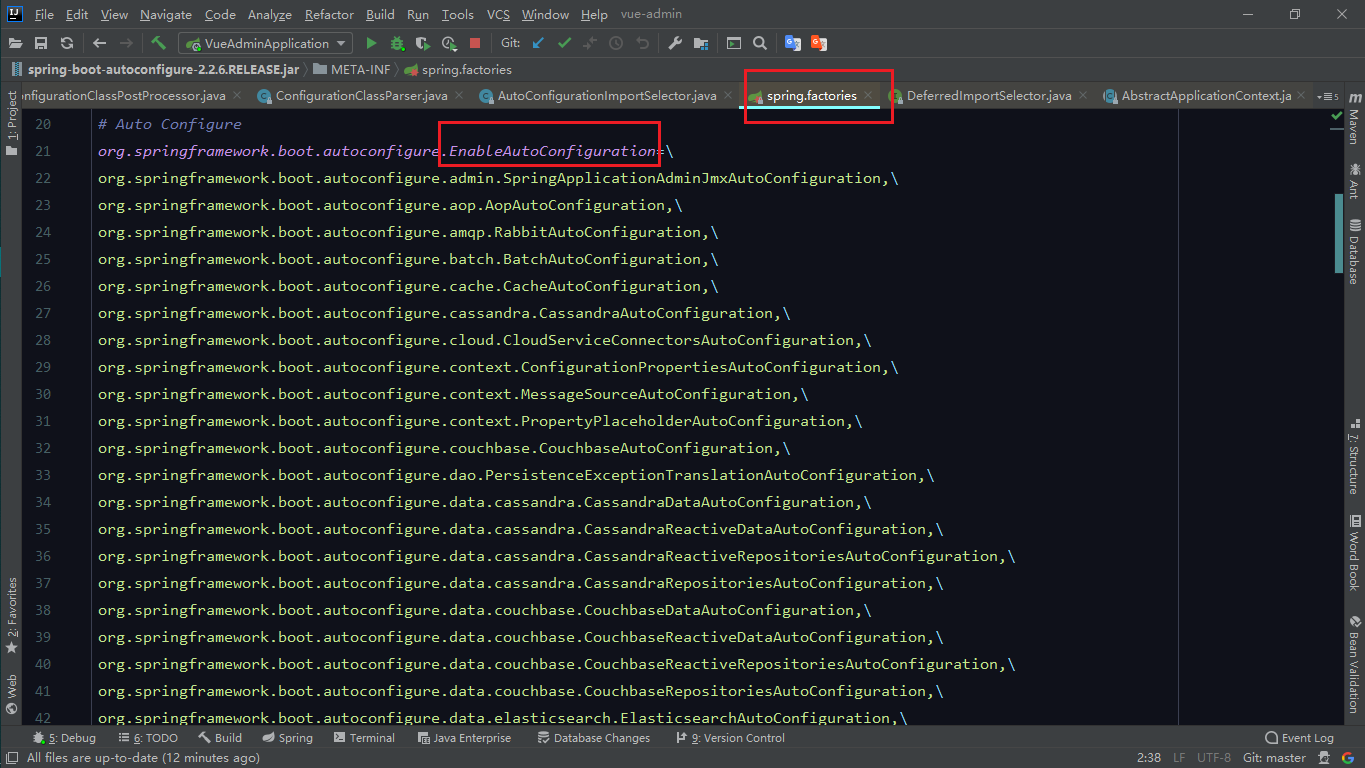 File Edit View Navigate Code Analyze Refactor Build Run Tools VCS Window Help vue-admin
VueAdminApplication Git:
spring-boot-autoconfigure-2.2.6.RELEASE.jar META-INF spring.factories
nfigurationClassPostProcessor.java ConfigurationClassParser.java AutoConfigurationImportSelector.java spring.factories DeferredImportSelector.java AbstractApplicationContext.ja 5
20 # Auto Configure
21 org.springframework.boot.autoconfigure.EnableAutoConfiguration=\
22 org.springframework.boot.autoconfigure.admin.SpringApplicationAdminJmxAutoConfiguration,\
23 org.springframework.boot.autoconfigure.aop.AopAutoConfiguration,\
24 org.springframework.boot.autoconfigure.amqp.RabbitAutoConfiguration,\
25 org.springframework.boot.autoconfigure.batch.BatchAutoConfiguration,\
26 org.springframework.boot.autoconfigure.cache.CacheAutoConfiguration,\
27 org.springframework.boot.autoconfigure.cassandra.CassandraAutoConfiguration,\
28 org.springframework.boot.autoconfigure.cloud.CloudServiceConnectorsAutoConfiguration,\
29 org.springframework.boot.autoconfigure.context.ConfigurationPropertiesAutoConfiguration,\
30 org.springframework.boot.autoconfigure.context.MessageSourceAutoConfiguration,\
31 org.springframework.boot.autoconfigure.context.PropertyPlaceholderAutoConfiguration,\
32 org.springframework.boot.autoconfigure.couchbase.CouchbaseAutoConfiguration,\
33 org.springframework.boot.autoconfigure.dao.PersistenceExceptionTranslationAutoConfiguration,\
34 org.springframework.boot.autoconfigure.data.cassandra.CassandraDataAutoConfiguration,\
35 org.springframework.boot.autoconfigure.data.cassandra.CassandraReactiveDataAutoConfiguration,\
36 org.springframework.boot.autoconfigure.data.cassandra.CassandraReactiveRepositoriesAutoConfiguration,\
37 org.springframework.boot.autoconfigure.data.cassandra.CassandraRepositoriesAutoConfiguration,\
38 org.springframework.boot.autoconfigure.data.couchbase.CouchbaseDataAutoConfiguration,\
39 org.springframework.boot.autoconfigure.data.couchbase.CouchbaseReactiveDataAutoConfiguration,\
40 org.springframework.boot.autoconfigure.data.couchbase.CouchbaseReactiveRepositoriesAutoConfiguration,\
41 org.springframework.boot.autoconfigure.data.couchbase.CouchbaseRepositoriesAutoConfiguration,\
42 org.springframework.boot.autoconfigure.data.elasticsearch.ElasticsearchAutoConfiguration,\
1: Project
2: Favorites
Web
Maven
Ant
Database
7: Structure
Word Book
Bean Validation
5: Debug 6: TODO Build Spring Terminal Java Enterprise Database Changes 9: Version Control Event Log
All files are up-to-date (12 minutes ago) 2:38 LF UTF-8 Git: master